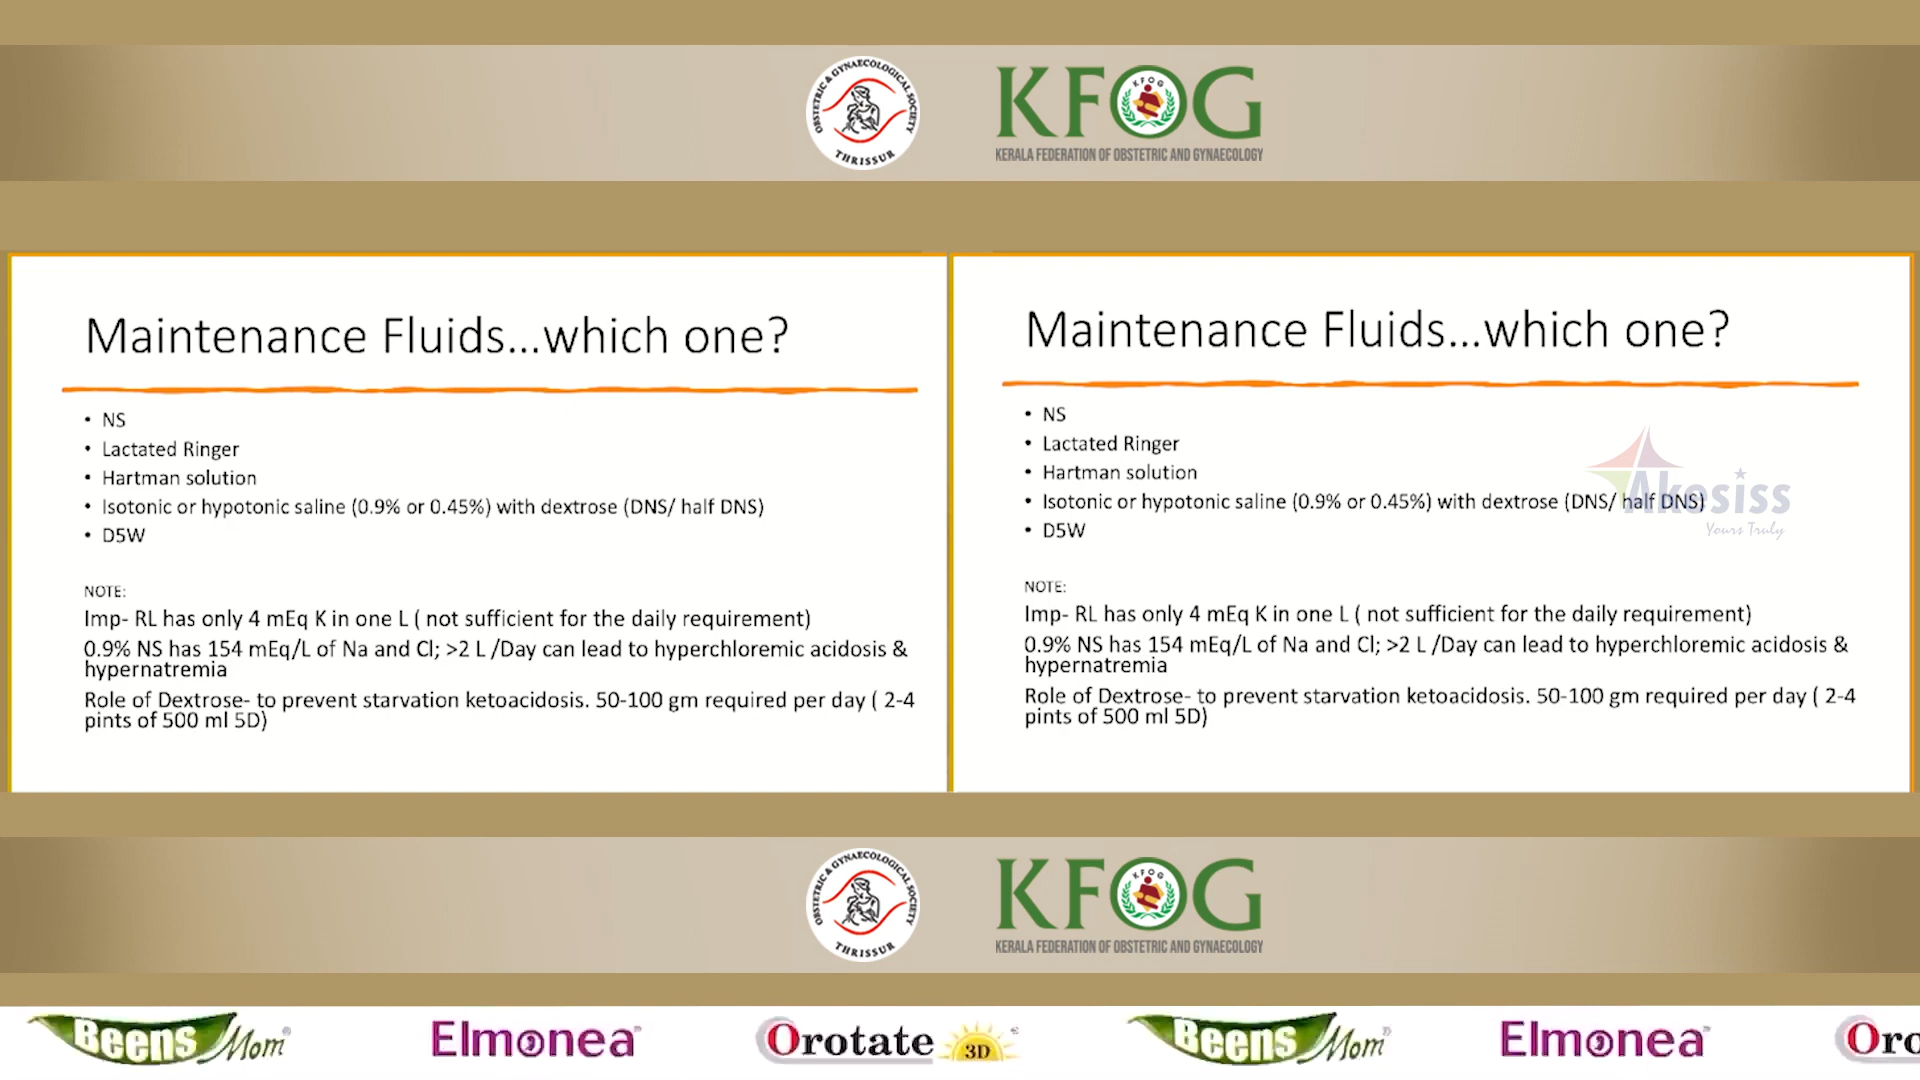 OBSTETRIC & GYNAECOLOGICAL SOCIETY
THRISSUR
KFOG
KFOG
KERALA FEDERATION OF OBSTETRIC AND GYNAECOLOGY
Maintenance Fluids...which one?
• NS
• Lactated Ringer
• Hartman solution
• Isotonic or hypotonic saline (0.9% or 0.45%) with dextrose (DNS/ half DNS)
• D5W
NOTE:
Imp- RL has only 4 mEq K in one L ( not sufficient for the daily requirement)
0.9% NS has 154 mEq/L of Na and Cl; >2 L /Day can lead to hyperchloremic acidosis &
hypernatremia
Role of Dextrose- to prevent starvation ketoacidosis. 50-100 gm required per day ( 2-4
pints of 500 ml 5D)
Maintenance Fluids...which one?
• NS
• Lactated Ringer
• Hartman solution
• Isotonic or hypotonic saline (0.9% or 0.45%) with dextrose (DNS/ half DNS)
• D5W
Akesiss
Yours Truly
NOTE:
Imp- RL has only 4 mEq K in one L ( not sufficient for the daily requirement)
0.9% NS has 154 mEq/L of Na and Cl; >2 L /Day can lead to hyperchloremic acidosis &
hypernatremia
Role of Dextrose- to prevent starvation ketoacidosis. 50-100 gm required per day ( 2-4
pints of 500 ml 5D)
OBSTETRIC & GYNAECOLOGICAL SOCIETY
THRISSUR
KFOG
KFOG
KERALA FEDERATION OF OBSTETRIC AND GYNAECOLOGY
Beens Mom Elmonea Orotate 3D Beens Mom Elmonea Oro